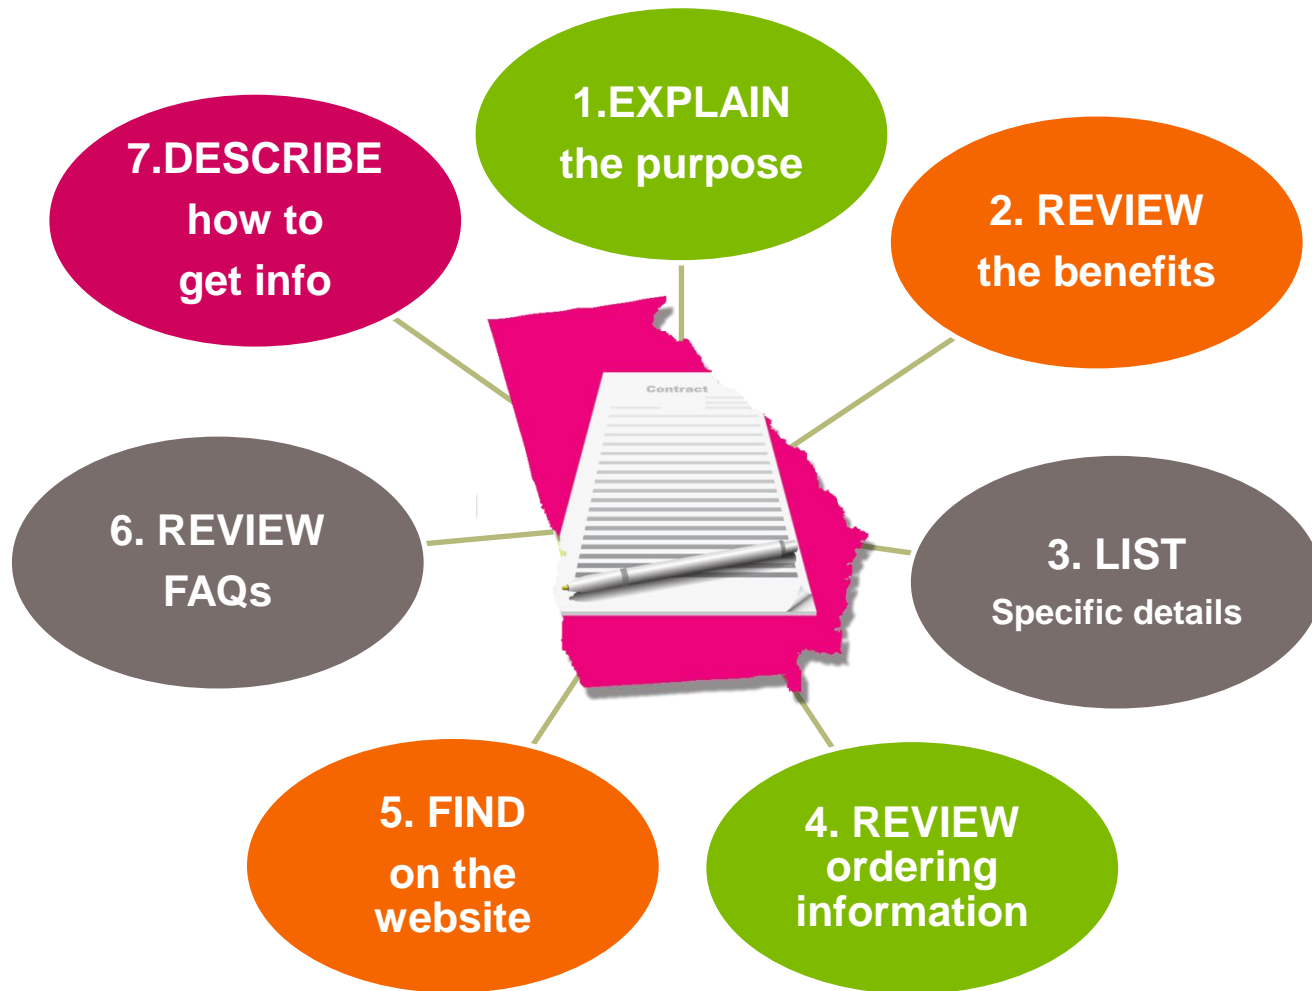 1.EXPLAIN
the purpose
2. REVIEW
the benefits
3. LIST
Specific details
4. REVIEW
ordering
information
5. FIND
on the
website
6. REVIEW
FAQs
7.DESCRIBE
how to
get info
Contract